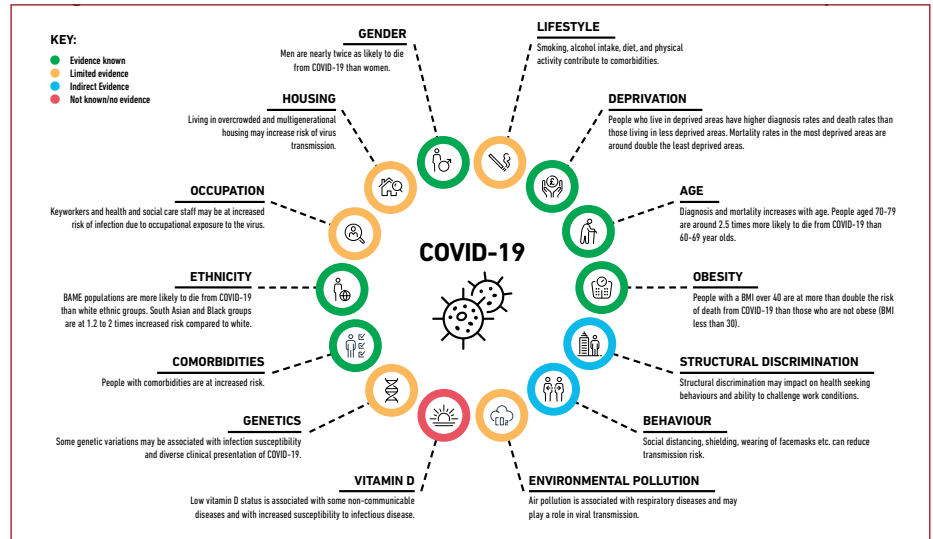 KEY:
Evidence known
Limited evidence
Indirect Evidence
Not known/no evidence
GENDER
Men are nearly twice as likely to die
from COVID-19 than women.
LIFESTYLE
Smoking, alcohol intake, diet, and physical
activity contribute to comorbidities.
HOUSING
Living in overcrowded and multigenerational
housing may increase risk of virus
transmission.
DEPRIVATION
People who live in deprived areas have higher diagnosis rates and death rates than
those living in less deprived areas. Mortality rates in the most deprived areas are
around double the least deprived areas.
OCCUPATION
Keyworkers and health and social care staff may be at increased
risk of infection due to occupational exposure to the virus.
AGE
Diagnosis and mortality increases with age. People aged 70-79
are around 2.5 times more likely to die from COVID-19 than
60-69 year olds.
COVID-19
ETHNICITY
BAME populations are more likely to die from COVID-19
than white ethnic groups. South Asian and Black groups
are at 1.2 to 2 times increased risk compared to white.
OBESITY
People with a BMI over 40 are at more than double the risk
of death from COVID-19 than those who are not obese (BMI
less than 30).
COMORBIDITIES
People with comorbidities are at increased risk.
STRUCTURAL DISCRIMINATION
Structural discrimination may impact on health seeking
behaviours and ability to challenge work conditions.
GENETICS
Some genetic variations may be associated with infection susceptibility
and diverse clinical presentation of COVID-19.
BEHAVIOUR
Social distancing, shielding, wearing of facemasks etc. can reduce
transmission risk.
CO2
VITAMIN D
Low vitamin D status is associated with some non-communicable
diseases and with increased susceptibility to infectious disease.
ENVIRONMENTAL POLLUTION
Air pollution is associated with respiratory diseases and may
play a role in viral transmission.